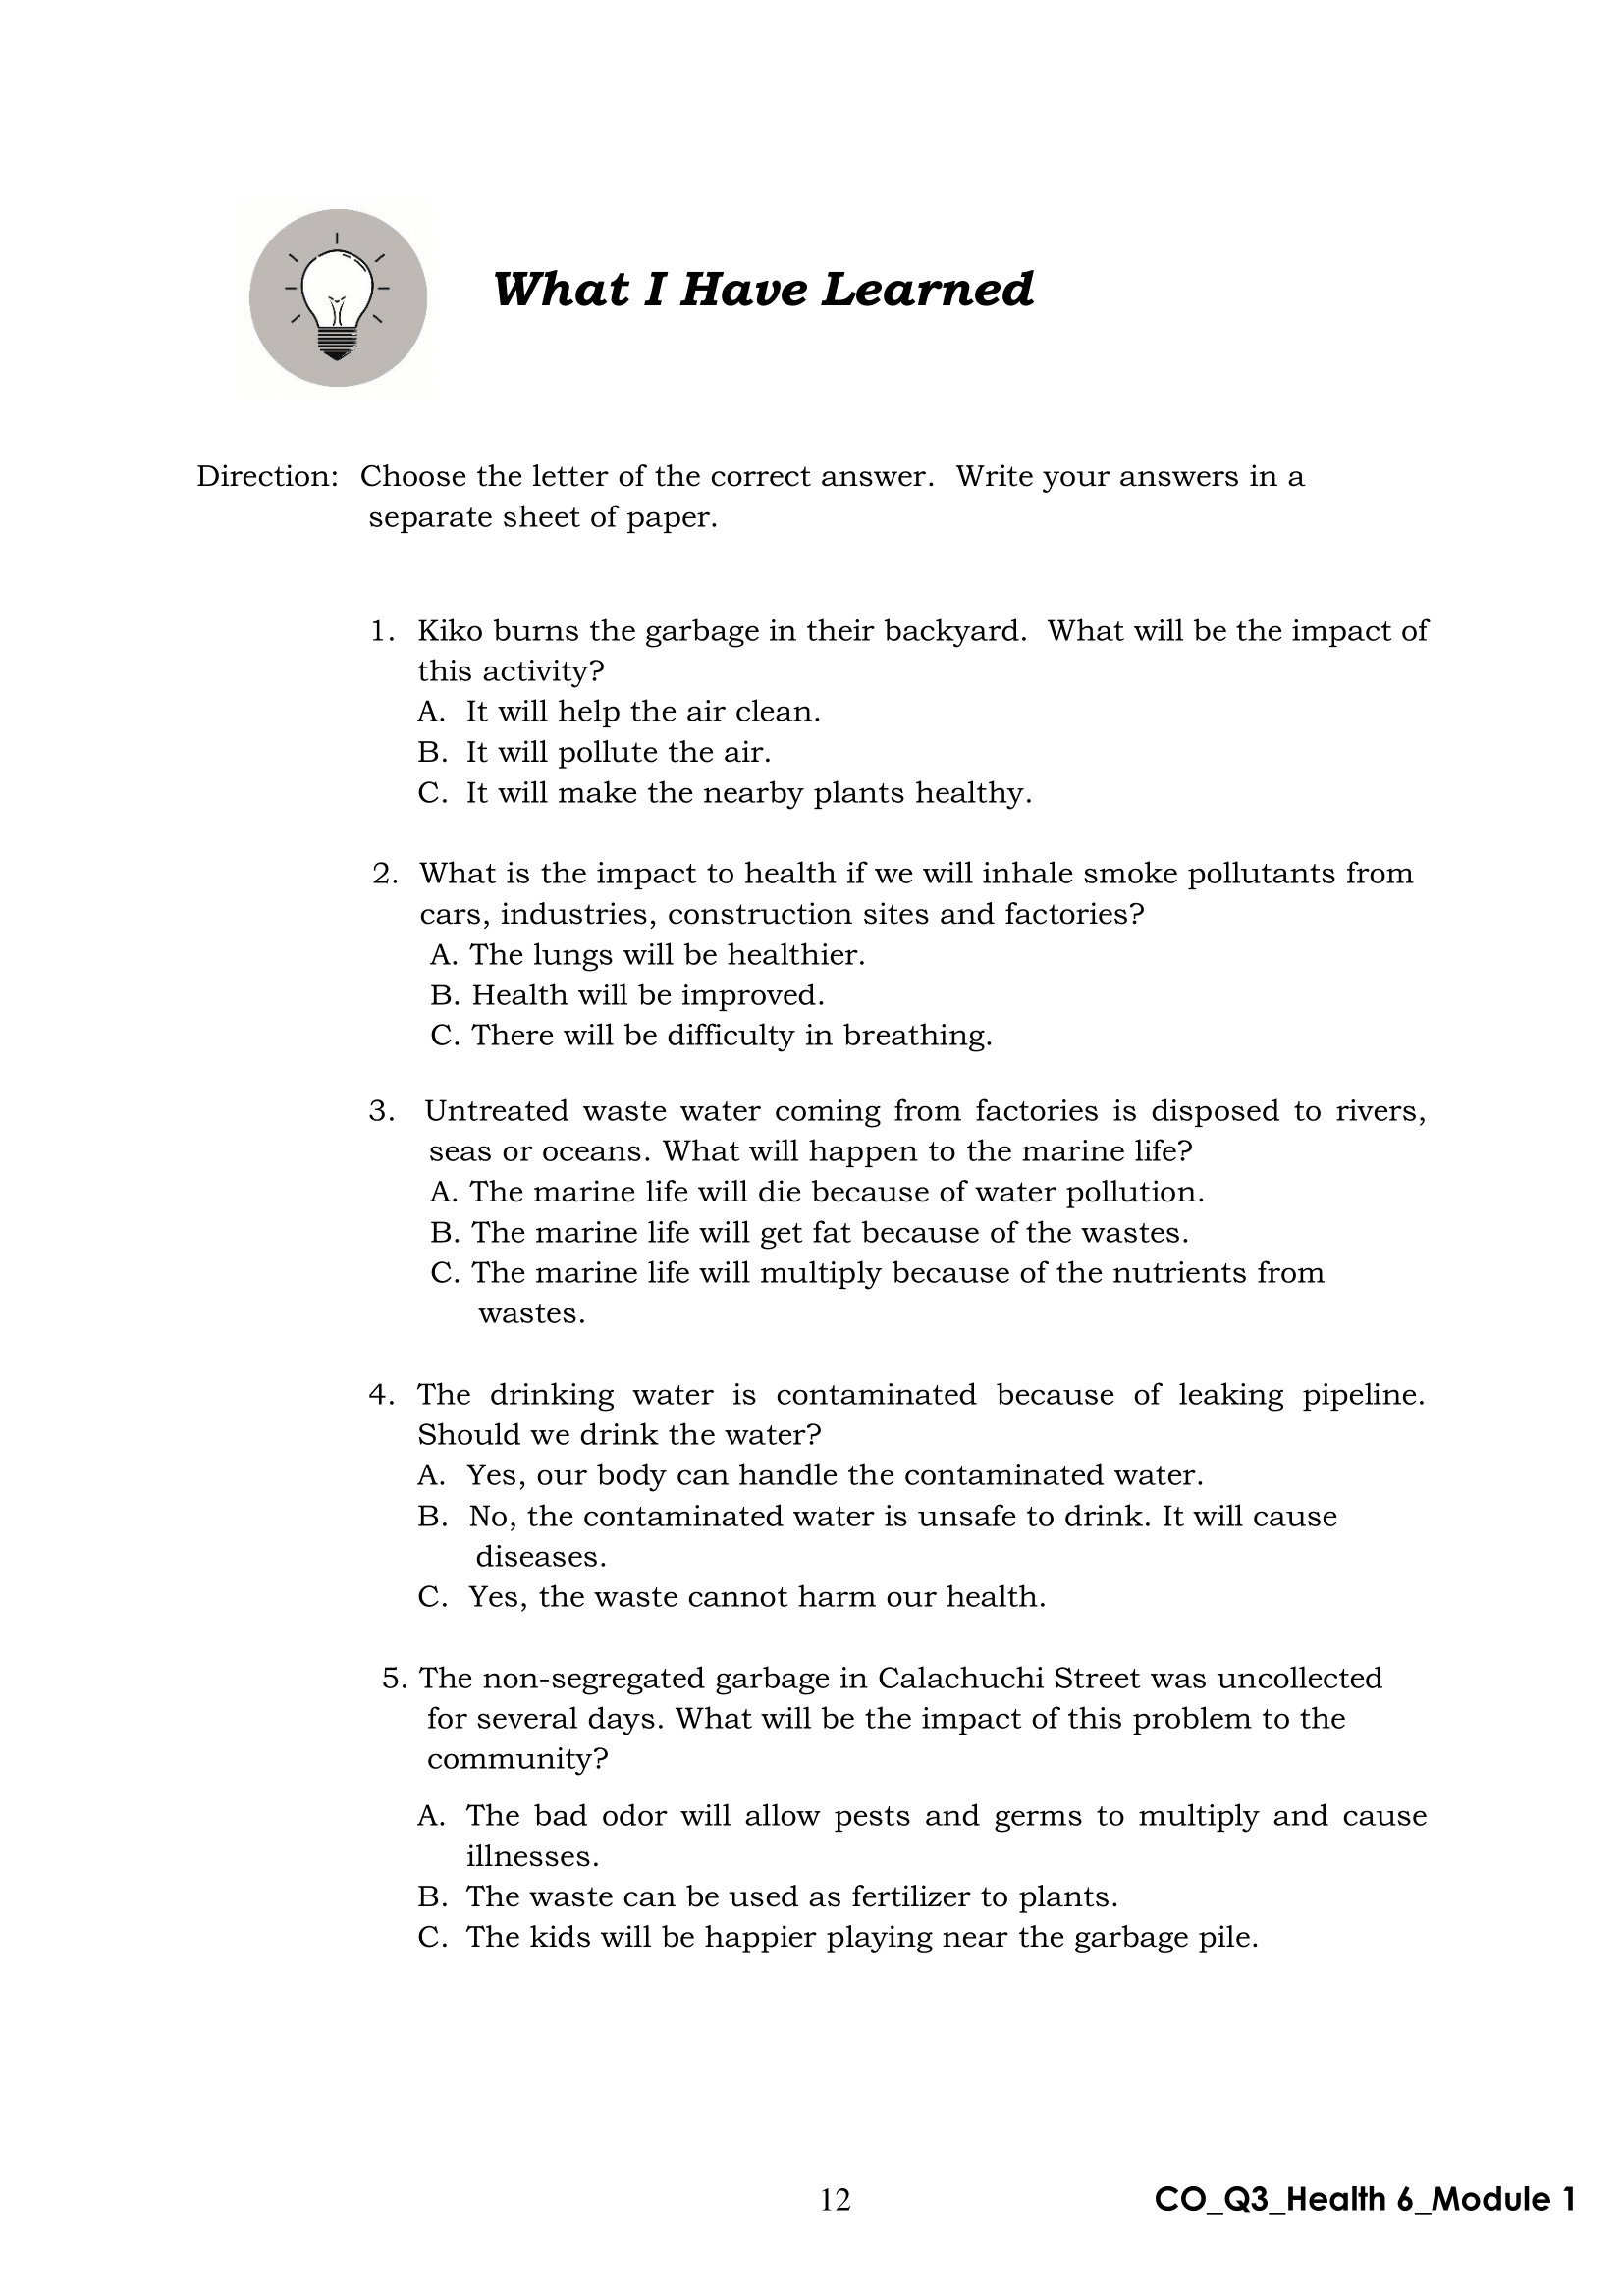 What I Have Learned
Direction: Choose the letter of the correct answer. Write your answers in a
separate sheet of paper.
1. Kiko burns the garbage in their backyard. What will be the impact of
this activity?
A. It will help the air clean.
B. It will pollute the air.
C. It will make the nearby plants healthy.
2. What is the impact to health if we will inhale smoke pollutants from
cars, industries, construction sites and factories?
A. The lungs will be healthier.
B. Health will be improved.
C. There will be difficulty in breathing.
3. Untreated waste water coming from factories is disposed to rivers,
seas or oceans. What will happen to the marine life?
A. The marine life will die because of water pollution.
B. The marine life will get fat because of the wastes.
C. The marine life will multiply because of the nutrients from
wastes.
4. The drinking water is contaminated because of leaking pipeline.
Should we drink the water?
A. Yes, our body can handle the contaminated water.
B. No, the contaminated water is unsafe to drink. It will cause
diseases.
C. Yes, the waste cannot harm our health.
5. The non-segregated garbage in Calachuchi Street was uncollected
for several days. What will be the impact of this problem to the
community?
A. The bad odor will allow pests and germs to multiply and cause
illnesses.
B. The waste can be used as fertilizer to plants.
C. The kids will be happier playing near the garbage pile.
12
CO_Q3_Health 6_Module 1